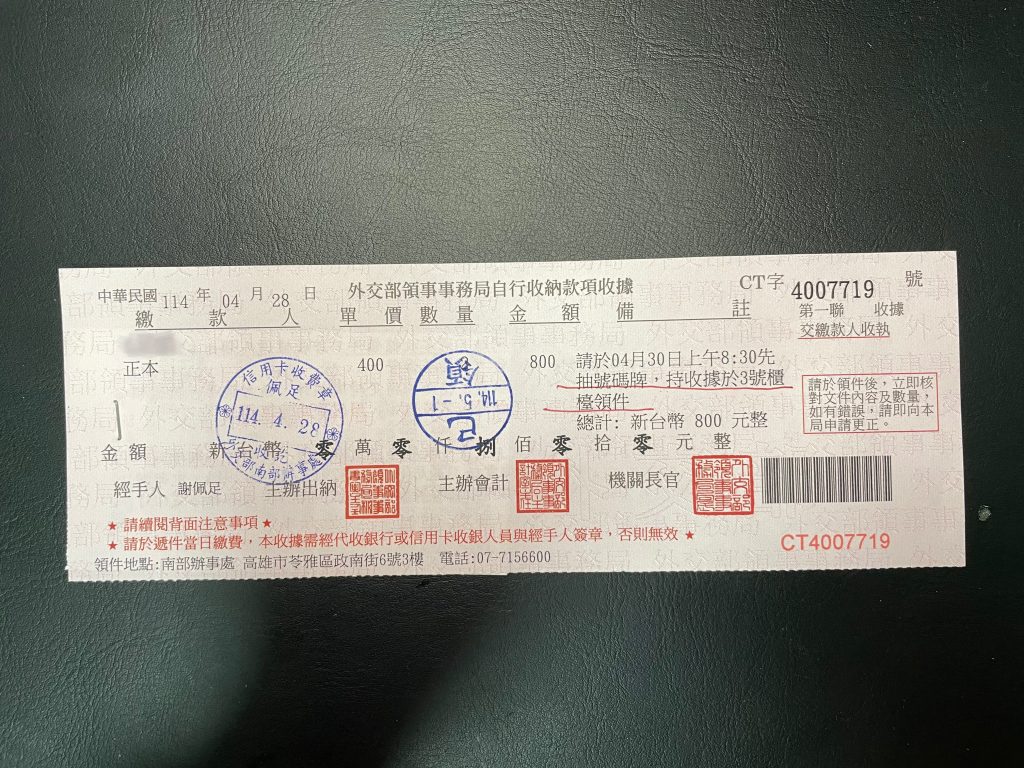 中華民國 114 年 04 月 28 日 外交部領事事務局自行收納款項收據 CT字 4007719 號
繳款人 單價 數量 金額 備註 第一聯 收據
交繳款人收執
正本 400 800 請於04月30日上午8:30先
抽號碼牌,持收據於3號櫃
檯領件
總計: 新台幣 800 元整
請於領件後,立即核
對文件內容及數量,
如有錯誤,請即向本
局申請更正。
信用卡收費章
佩足
114. 4. 28
收訖
外交部南部辦事處
已
114. 5. -1
領
金額 新台幣 零 萬 零 仟 捌 佰 零 拾 零 元 整
經手人 謝佩足 主辦出納 主辦會計 機關長官
★ 請續閱背面注意事項 ★
★ 請於遞件當日繳費,本收據需經代收銀行或信用卡收銀人員與經手人簽章,否則無效 ★
CT4007719
領件地點:南部辦事處 高雄市苓雅區政南街6號3樓 電話:07-7156600